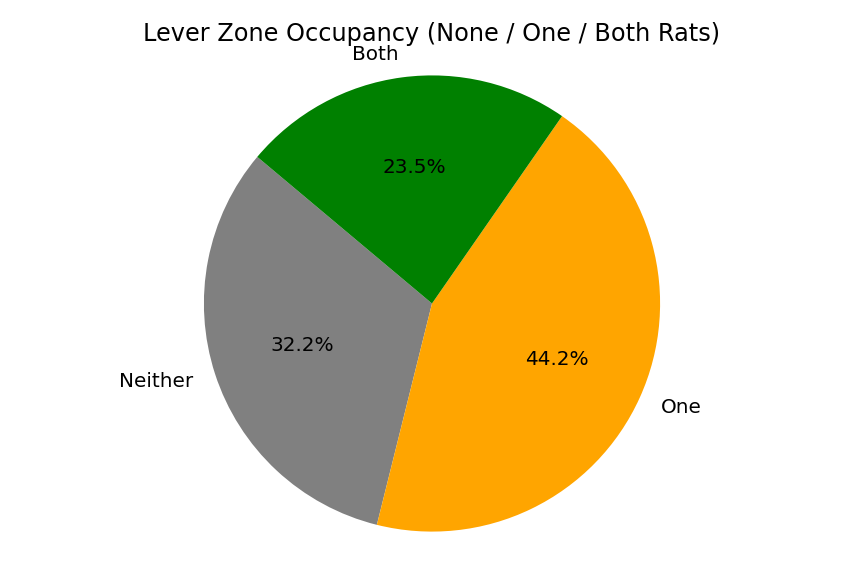 Lever Zone Occupancy (None / One / Both Rats)
Both
23.5%
32.2%
44.2%
Neither
One